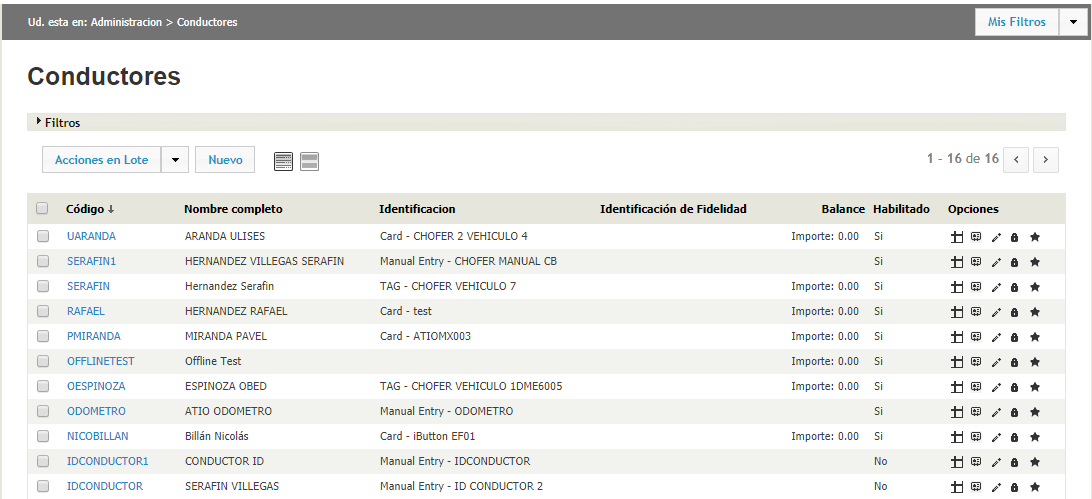 Ud. esta en: Administracion > Conductores Mis Filtros
Conductores
Filtros
Acciones en Lote Nuevo 1 - 16 de 16
Código ↓ Nombre completo Identificacion Identificación de Fidelidad Balance Habilitado Opciones
UARANDA ARANDA ULISES Card - CHOFER 2 VEHICULO 4 Importe: 0.00 Si
SERAFIN1 HERNANDEZ VILLEGAS SERAFIN Manual Entry - CHOFER MANUAL CB Si
SERAFIN Hernandez Serafin TAG - CHOFER VEHICULO 7 Importe: 0.00 Si
RAFAEL HERNANDEZ RAFAEL Card - test Importe: 0.00 Si
PMIRANDA MIRANDA PAVEL Card - ATIOMX003 Importe: 0.00 Si
OFFLINETEST Offline Test Importe: 0.00 Si
OESPINOZA ESPINOZA OBED TAG - CHOFER VEHICULO 1DME6005 Importe: 0.00 Si
ODOMETRO ATIO ODOMETRO Manual Entry - ODOMETRO Si
NICOBILLAN Billán Nicolás Card - iButton EF01 Importe: 0.00 Si
IDCONDUCTOR1 CONDUCTOR ID Manual Entry - IDCONDUCTOR No
IDCONDUCTOR SERAFIN VILLEGAS Manual Entry - ID CONDUCTOR 2 No